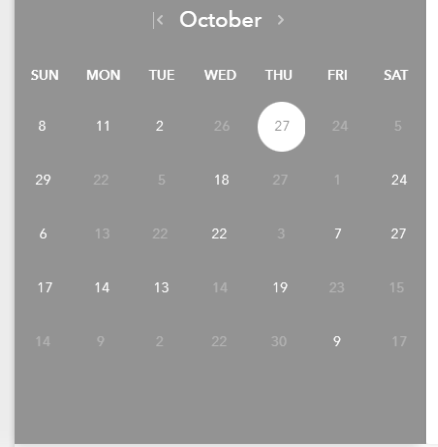 |< October >
SUN MON TUE WED THU FRI SAT
8 11 2 26 27 24 5
29 22 5 18 27 1 24
6 13 22 22 3 7 27
17 14 13 14 19 23 15
14 9 2 22 30 9 17